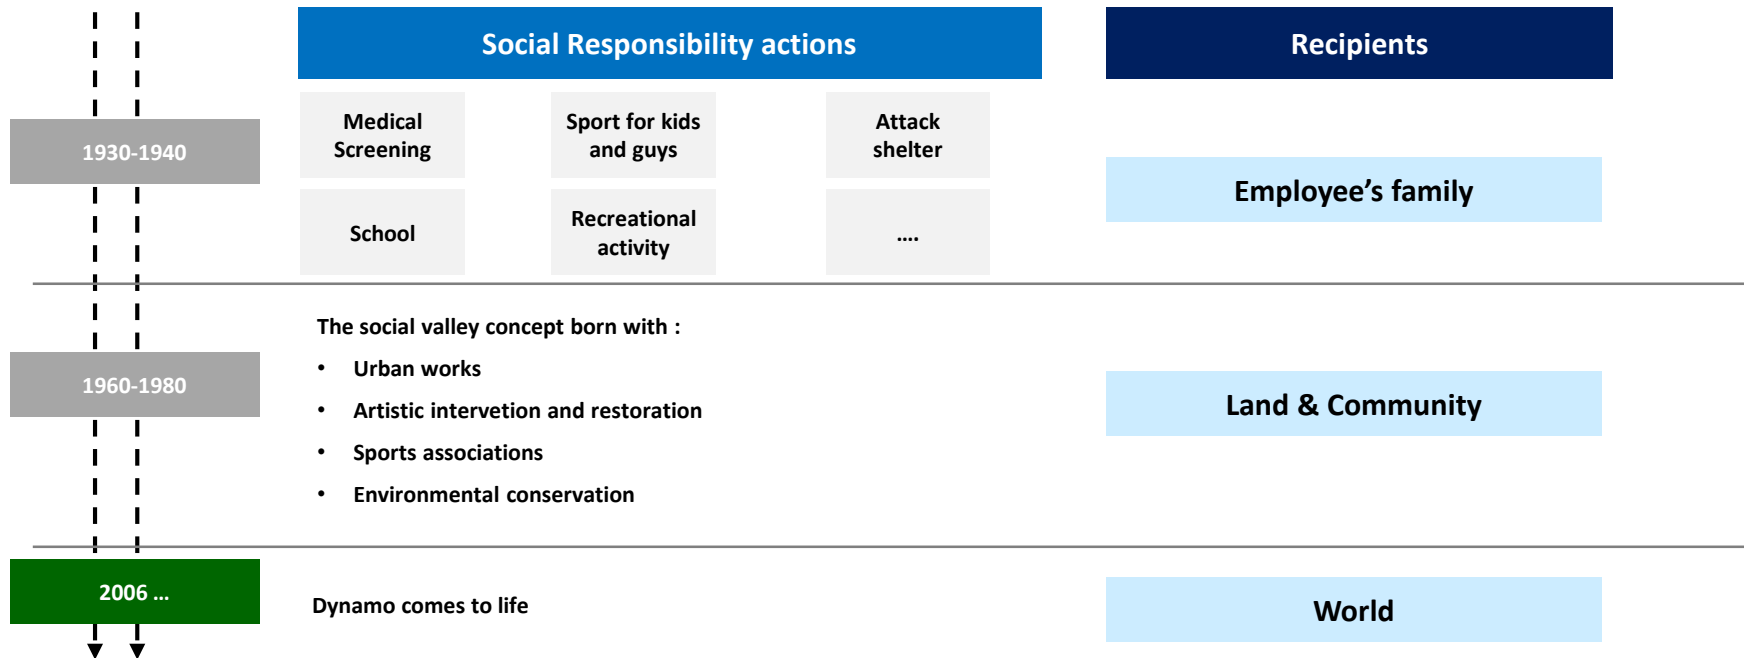 Social Responsibility actions
Recipients
1930-1940
Medical
Screening
Sport for kids
and guys
Attack
shelter
School
Recreational
activity
....
Employee’s family
1960-1980
The social valley concept born with :
• Urban works
• Artistic intervetion and restoration
• Sports associations
• Environmental conservation
Land & Community
2006 ...
Dynamo comes to life
World